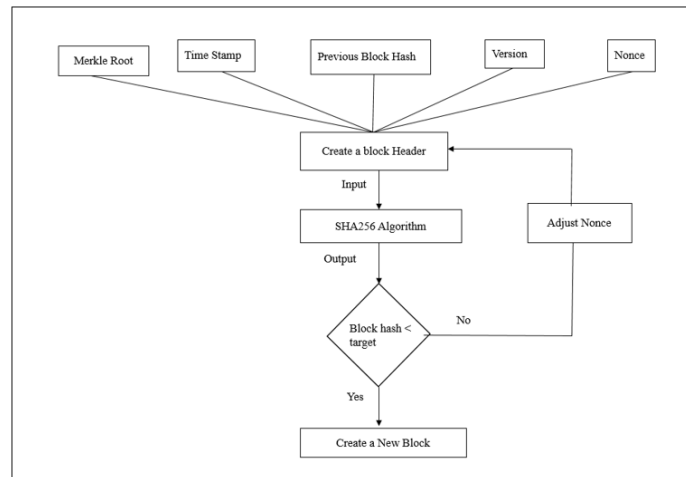 Merkle Root
Time Stamp
Previous Block Hash
Version
Nonce
Create a block Header
Input
SHA256 Algorithm
Adjust Nonce
Output
Block hash <
target
No
Yes
Create a New Block